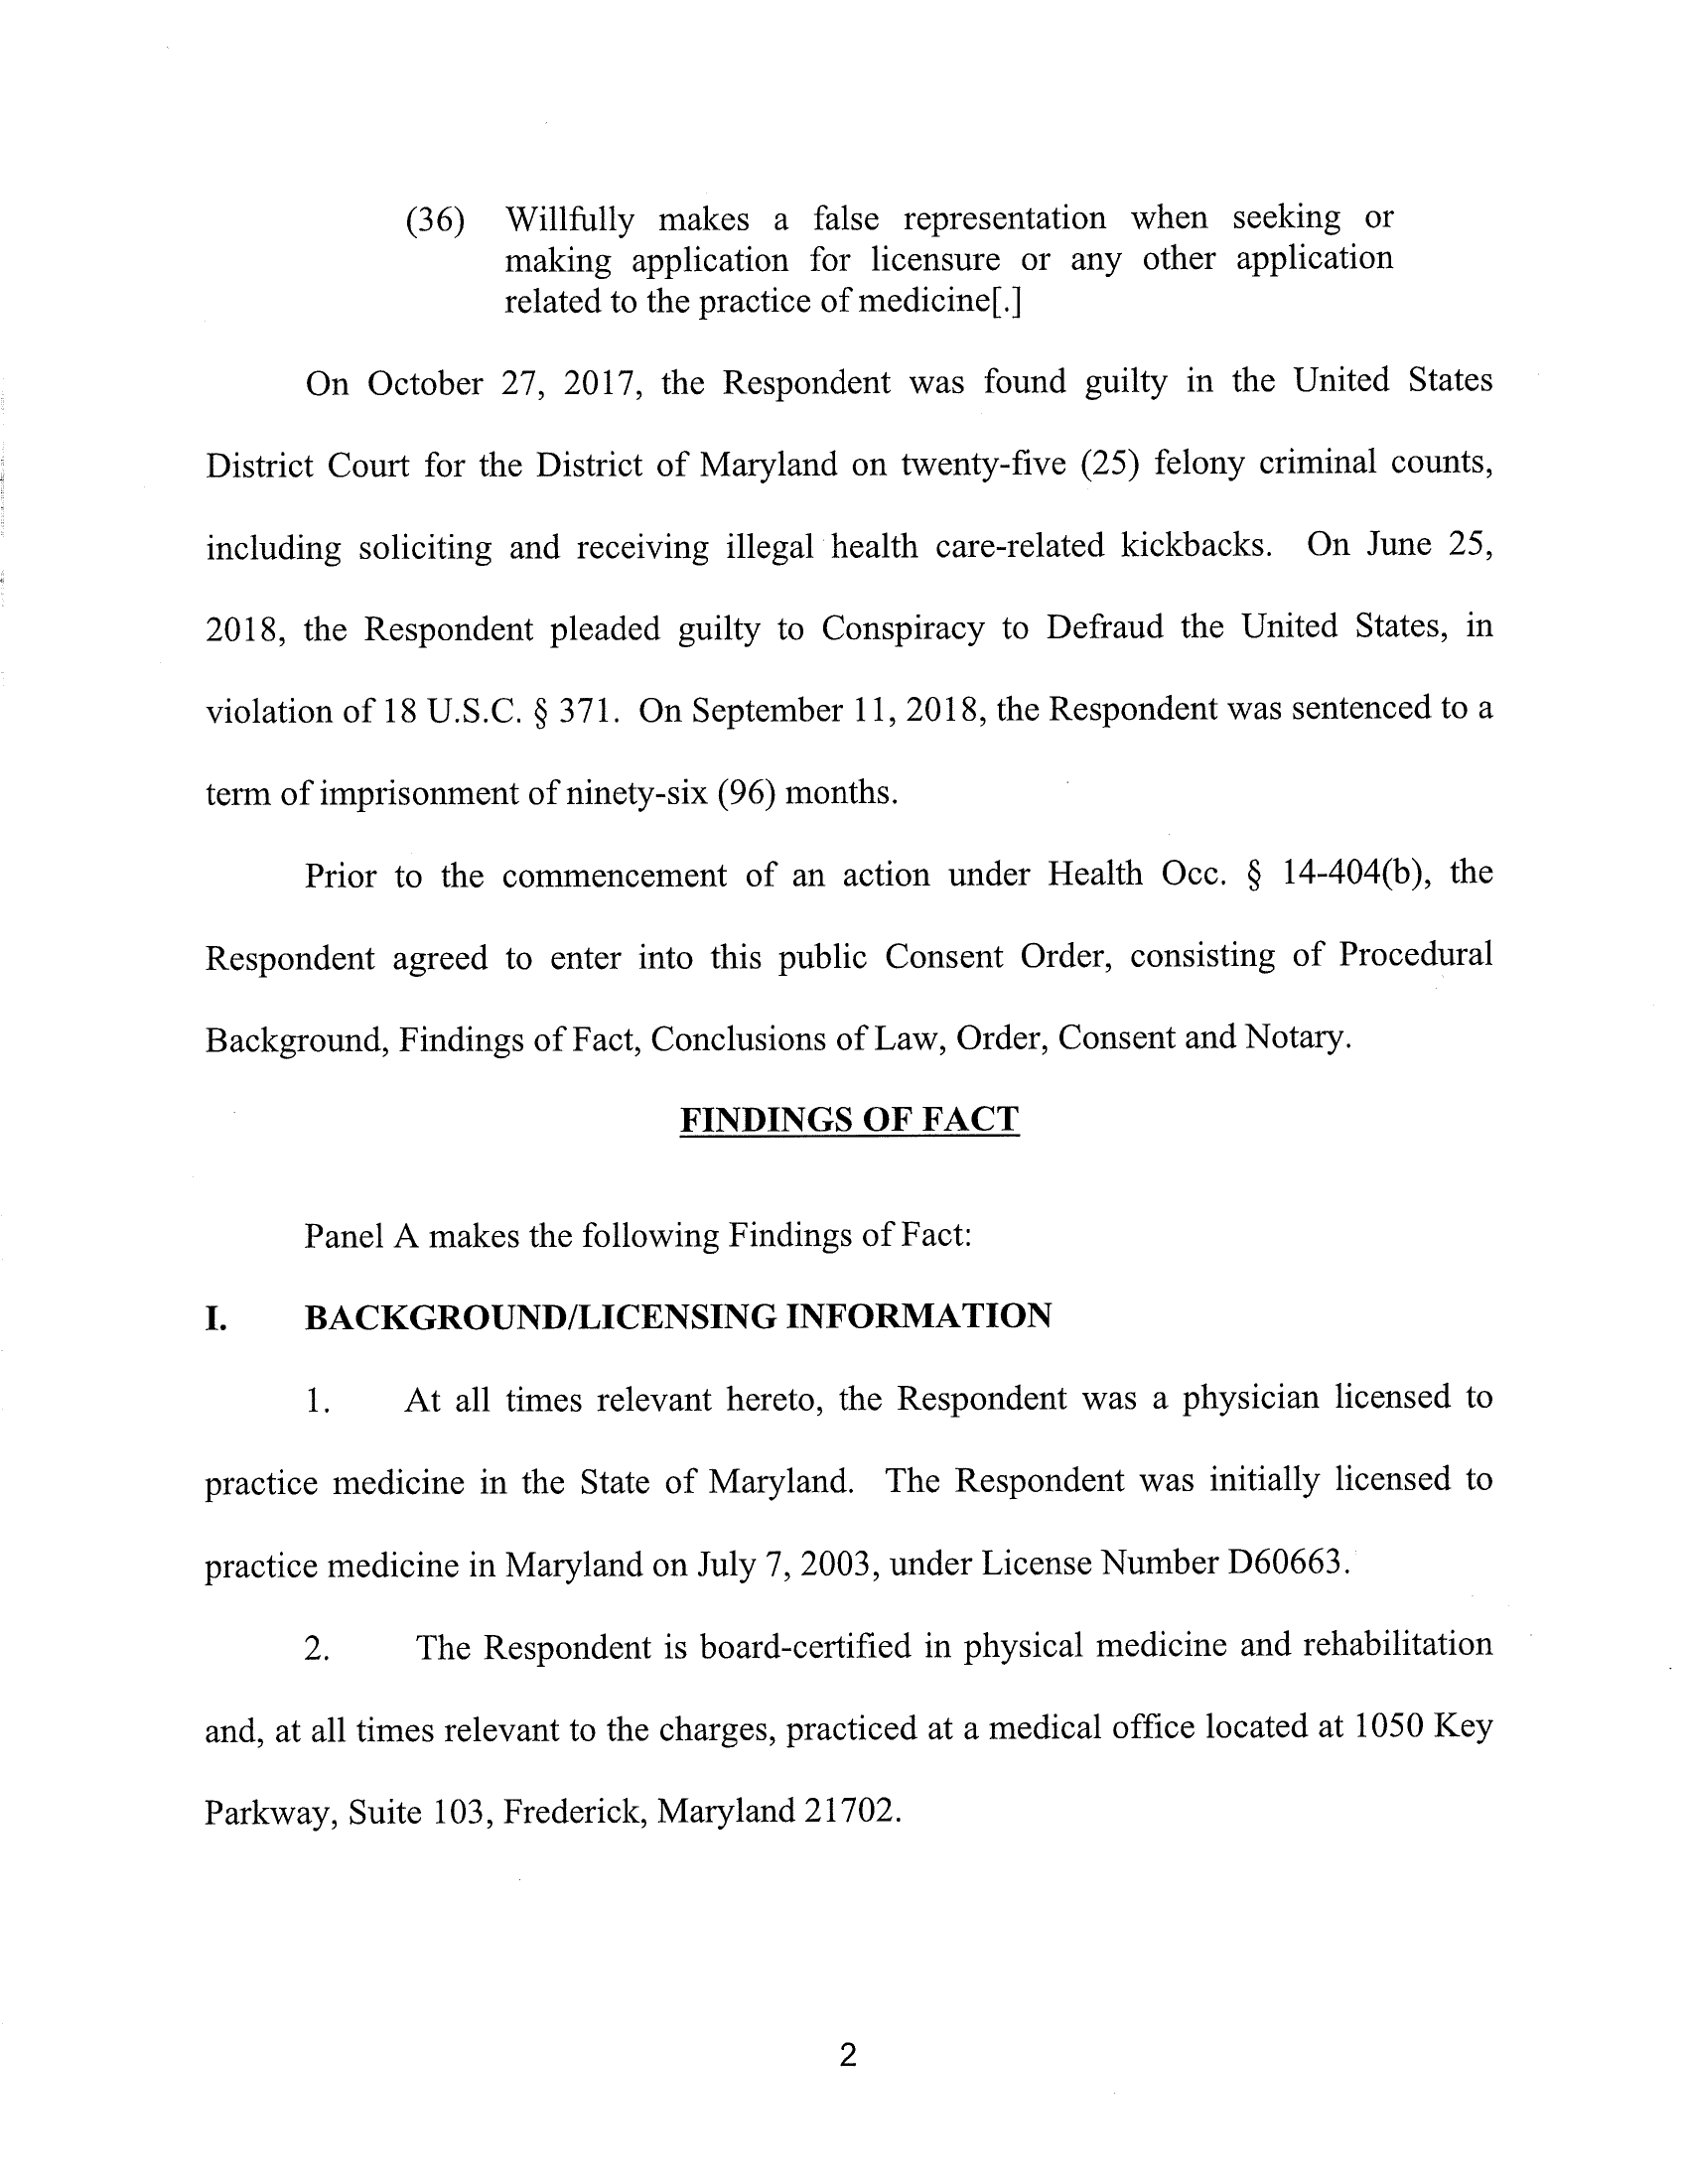 (36) Willfully makes a false representation when seeking or
making application for licensure or any other application
related to the practice of medicine[.]
On October 27, 2017, the Respondent was found guilty in the United States
District Court for the District of Maryland on twenty-five (25) felony criminal counts,
including soliciting and receiving illegal health care-related kickbacks. On June 25,
2018, the Respondent pleaded guilty to Conspiracy to Defraud the United States, in
violation of 18 U.S.C. § 371. On September 11, 2018, the Respondent was sentenced to a
term of imprisonment of ninety-six (96) months.
Prior to the commencement of an action under Health Occ. § 14-404(b), the
Respondent agreed to enter into this public Consent Order, consisting of Procedural
Background, Findings of Fact, Conclusions of Law, Order, Consent and Notary.
FINDINGS OF FACT
Panel A makes the following Findings of Fact:
I. BACKGROUND/LICENSING INFORMATION
1. At all times relevant hereto, the Respondent was a physician licensed to
practice medicine in the State of Maryland. The Respondent was initially licensed to
practice medicine in Maryland on July 7, 2003, under License Number D60663.
2. The Respondent is board-certified in physical medicine and rehabilitation
and, at all times relevant to the charges, practiced at a medical office located at 1050 Key
Parkway, Suite 103, Frederick, Maryland 21702.
2